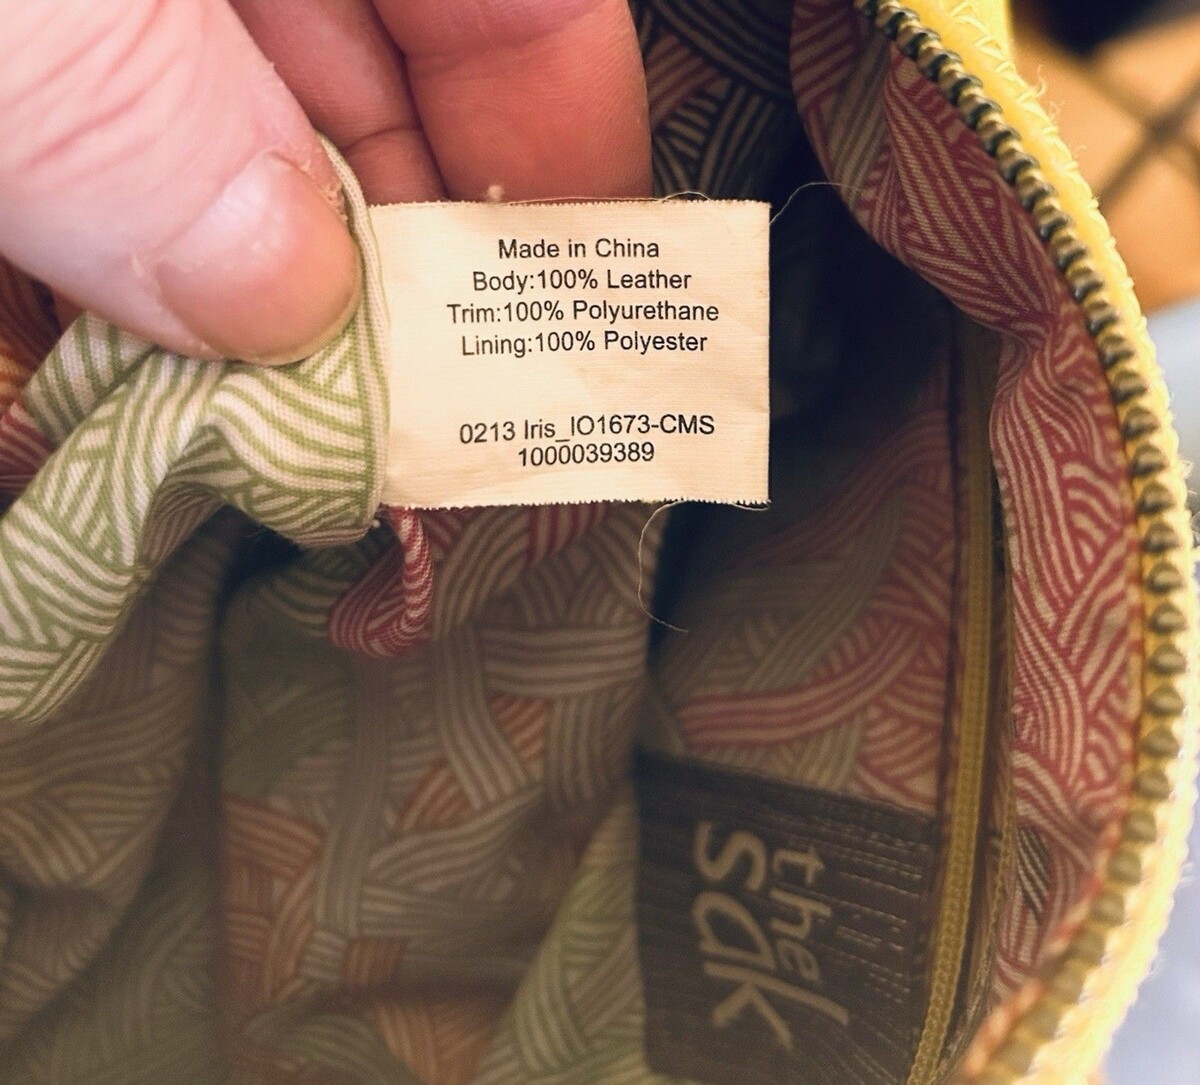 Made in China
Body:100% Leather
Trim:100% Polyurethane
Lining:100% Polyester
0213 Iris_IO1673-CMS
1000039389
the
sak